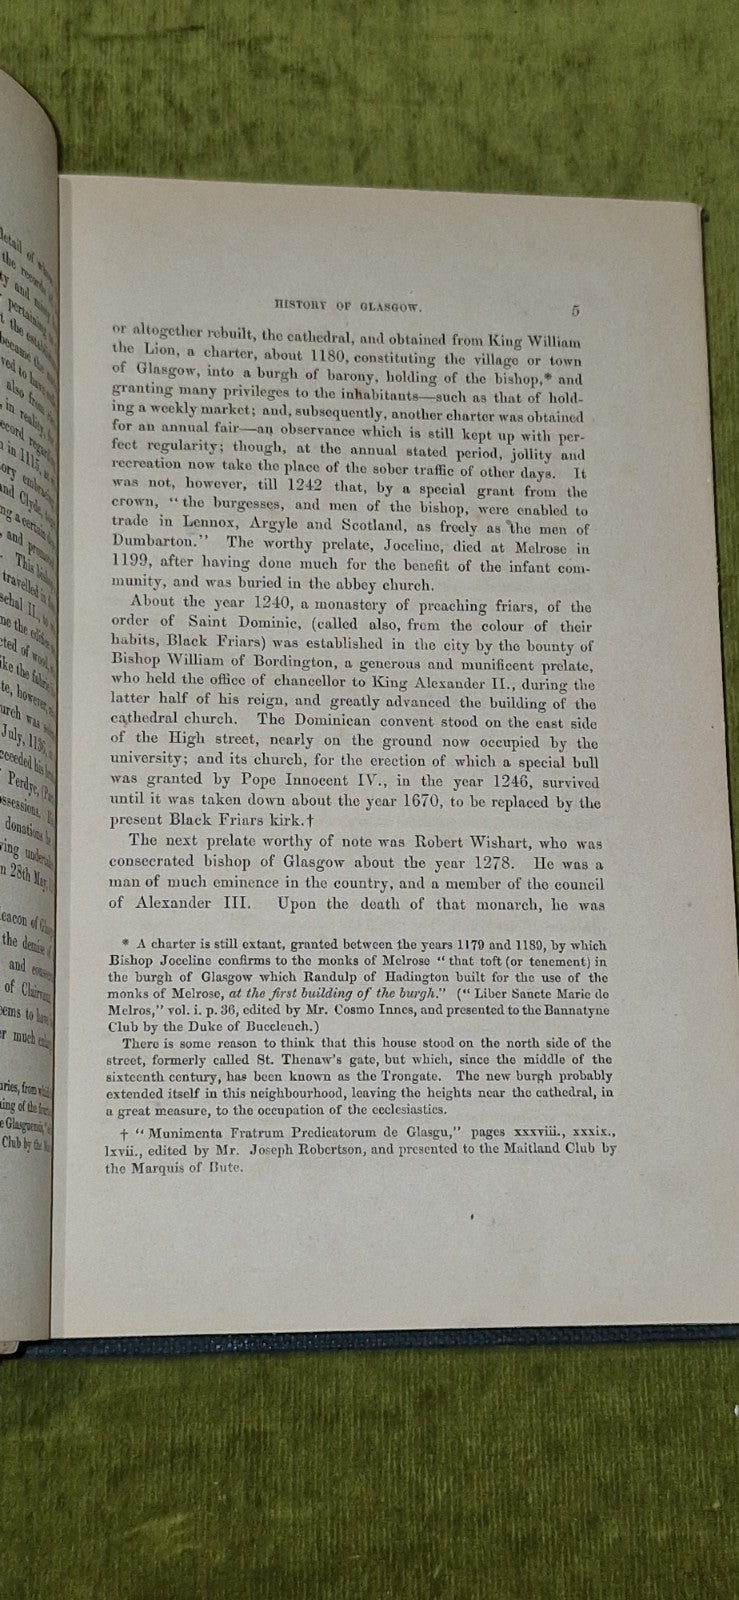 HISTORY OF GLASGOW. 5
or altogether rebuilt, the cathedral, and obtained from King William
the Lion, a charter, about 1180, constituting the village or town
of Glasgow, into a burgh of barony, holding of the bishop,* and
granting many privileges to the inhabitants—such as that of hold-
ing a weekly market; and, subsequently, another charter was obtained
for an annual fair—an observance which is still kept up with per-
fect regularity; though, at the annual stated period, jollity and
recreation now take the place of the sober traffic of other days. It
was not, however, till 1242 that, by a special grant from the
crown, "the burgesses, and men of the bishop, were enabled to
trade in Lennox, Argyle and Scotland, as freely as the men of
Dumbarton." The worthy prelate, Joceline, died at Melrose in
1199, after having done much for the benefit of the infant com-
munity, and was buried in the abbey church.
About the year 1240, a monastery of preaching friars, of the
order of Saint Dominic, (called also, from the colour of their
habits, Black Friars) was established in the city by the bounty of
Bishop William of Bordington, a generous and munificent prelate,
who held the office of chancellor to King Alexander II., during the
latter half of his reign, and greatly advanced the building of the
cathedral church. The Dominican convent stood on the east side
of the High street, nearly on the ground now occupied by the
university; and its church, for the erection of which a special bull
was granted by Pope Innocent IV., in the year 1246, survived
until it was taken down about the year 1670, to be replaced by the
present Black Friars kirk.†
The next prelate worthy of note was Robert Wishart, who was
consecrated bishop of Glasgow about the year 1278. He was a
man of much eminence in the country, and a member of the council
of Alexander III. Upon the death of that monarch, he was
* A charter is still extant, granted between the years 1179 and 1189, by which
Bishop Joceline confirms to the monks of Melrose "that toft (or tenement) in
the burgh of Glasgow which Randulp of Hadington built for the use of the
monks of Melrose, at the first building of the burgh." ("Liber Sancte Marie de
Melros," vol. i. p. 36, edited by Mr. Cosmo Innes, and presented to the Bannatyne
Club by the Duke of Buccleuch.)
There is some reason to think that this house stood on the north side of the
street, formerly called St. Thenaw's gate, but which, since the middle of the
sixteenth century, has been known as the Trongate. The new burgh probably
extended itself in this neighbourhood, leaving the heights near the cathedral, in
a great measure, to the occupation of the ecclesiastics.
† "Munimenta Fratrum Predicatorum de Glasgu," pages xxxviii., xxxix.,
lxvii., edited by Mr. Joseph Robertson, and presented to the Maitland Club by
the Marquis of Bute.